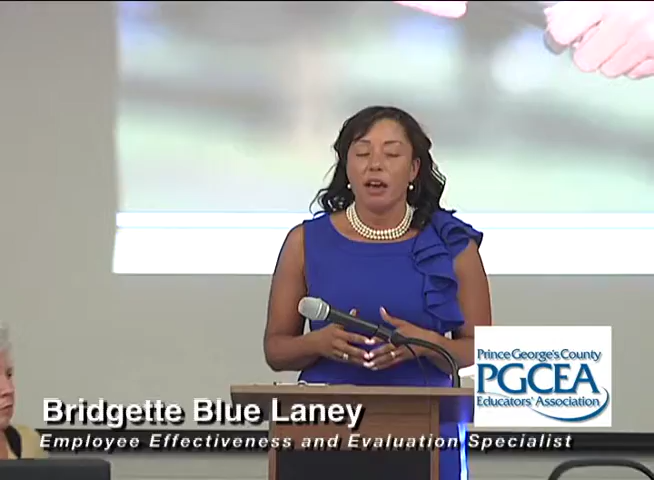 Prince George's County
PGCEA
Educators' Association
Bridgette Blue Laney
Employee Effectiveness and Evaluation Specialist